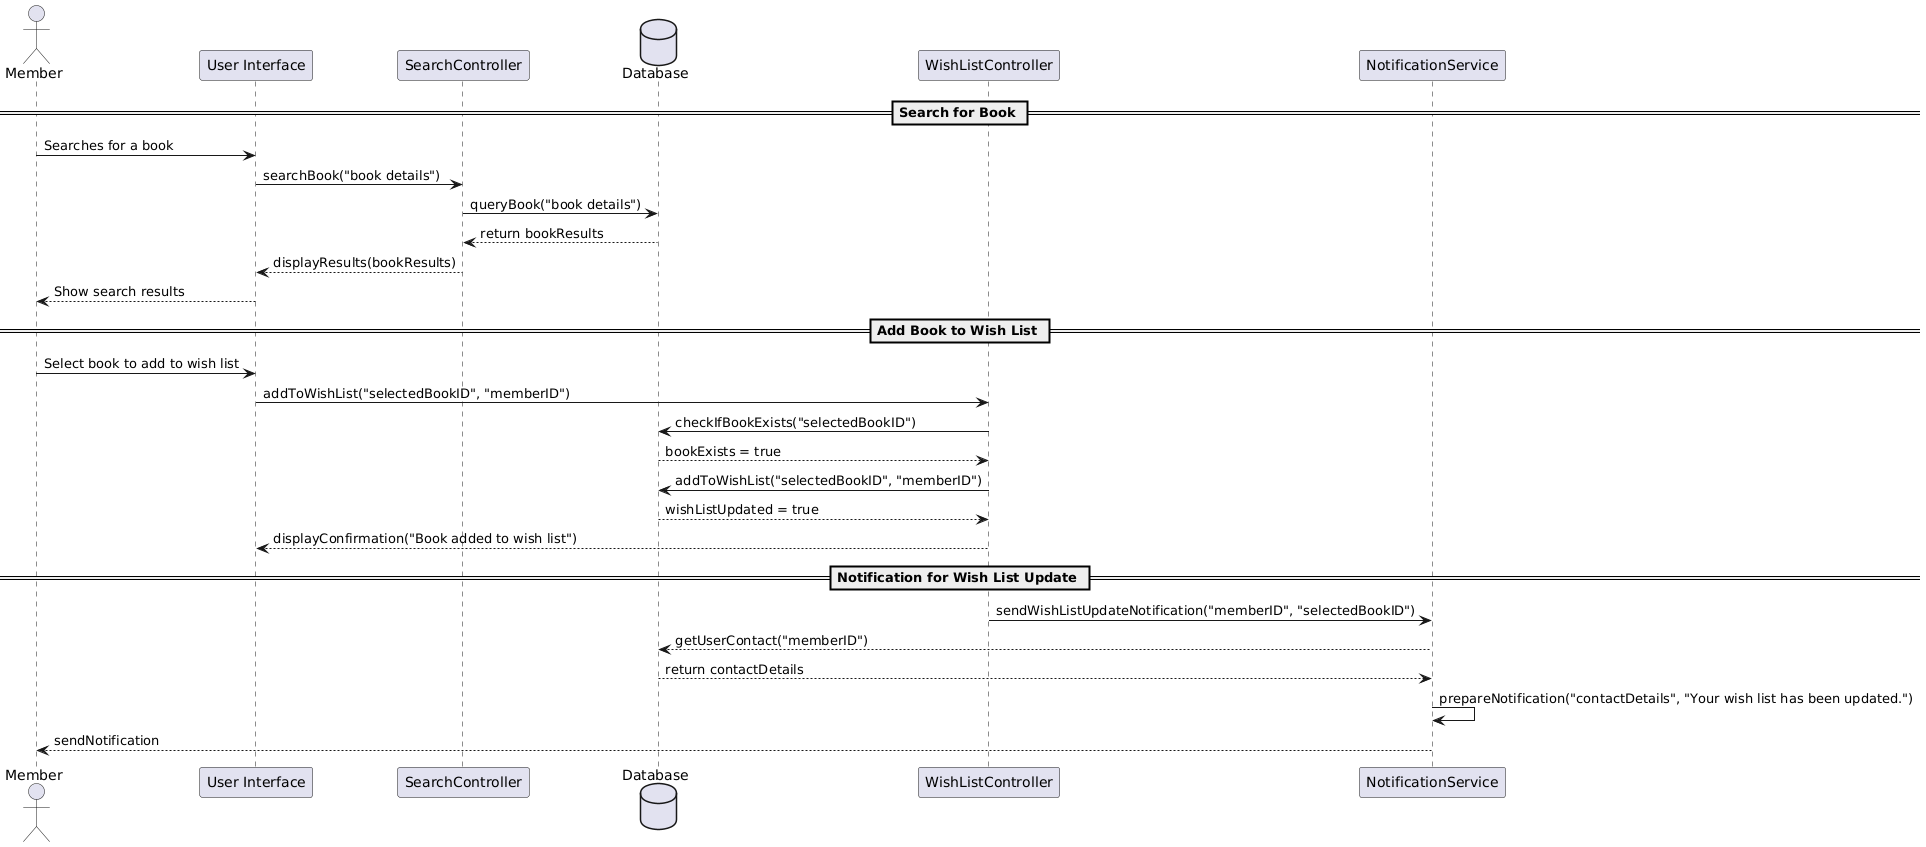 Member
User Interface
SearchController
Database
WishListController
NotificationService
Search for Book
Searches for a book
searchBook("book details")
queryBook("book details")
return bookResults
displayResults(bookResults)
Show search results
Add Book to Wish List
Select book to add to wish list
addToWishList("selectedBookID", "memberID")
checkIfBookExists("selectedBookID")
bookExists = true
addToWishList("selectedBookID", "memberID")
wishListUpdated = true
displayConfirmation("Book added to wish list")
Notification for Wish List Update
sendWishListUpdateNotification("memberID", "selectedBookID")
getUserContact("memberID")
return contactDetails
prepareNotification("contactDetails", "Your wish list has been updated.")
sendNotification
Member
User Interface
SearchController
Database
WishListController
NotificationService